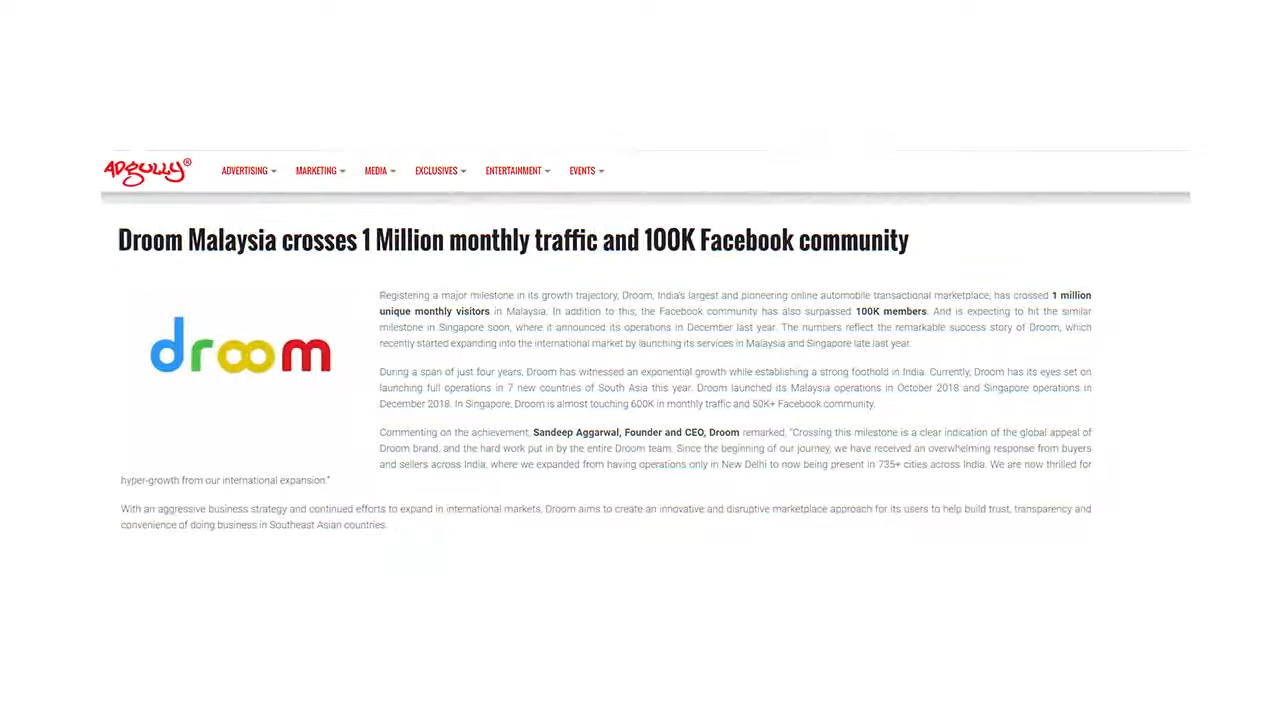 ADGULLY®
ADVERTISING MARKETING MEDIA EXCLUSIVES ENTERTAINMENT EVENTS
Droom Malaysia crosses 1 Million monthly traffic and 100K Facebook community
droom
Registering a major milestone in its growth trajectory, Droom, India's largest and pioneering online automobile transactional marketplace, has crossed 1 million
unique monthly visitors in Malaysia. In addition to this, the Facebook community has also surpassed 100K members. And is expecting to hit the similar
milestone in Singapore soon, where it announced its operations in December last year. The numbers reflect the remarkable success story of Droom, which
recently started expanding into the international market by launching its services in Malaysia and Singapore late last year.
During a span of just four years, Droom has witnessed an exponential growth while establishing a strong foothold in India. Currently, Droom has its eyes set on
launching full operations in 7 new countries of South Asia this year. Droom launched its Malaysia operations in October 2018 and Singapore operations in
December 2018. In Singapore, Droom is almost touching 600K in monthly traffic and 50K+ Facebook community.
Commenting on the achievement, Sandeep Aggarwal, Founder and CEO, Droom remarked, "Crossing this milestone is a clear indication of the global appeal of
Droom brand, and the hard work put in by the entire Droom team. Since the beginning of our journey, we have received an overwhelming response from buyers
and sellers across India, where we expanded from having operations only in New Delhi to now being present in 735+ cities across India. We are now thrilled for
hyper-growth from our international expansion."
With an aggressive business strategy and continued efforts to expand in international markets, Droom aims to create an innovative and disruptive marketplace approach for its users to help build trust, transparency and
convenience of doing business in Southeast Asian countries.